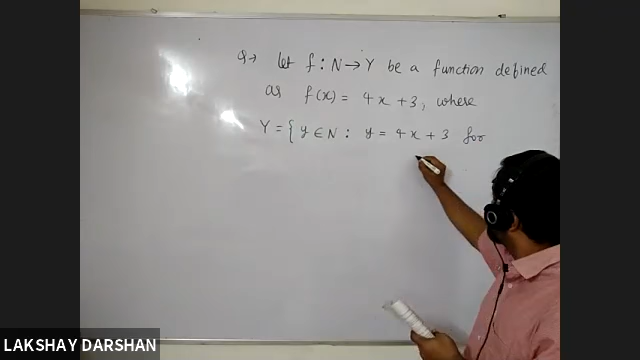 Q→ let f : N → Y be a function defined
as f(x) = 4x + 3, where
Y = { y ∈ N : y = 4x + 3 for
LAKSHAY DARSHAN